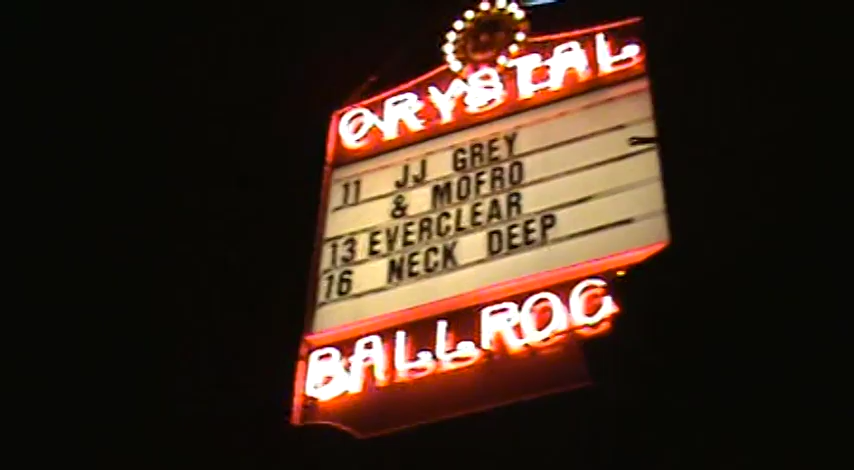 CRYSTAL
11 JJ GREY
& MOFRO
13 EVERCLEAR
16 NECK DEEP
BALLROO